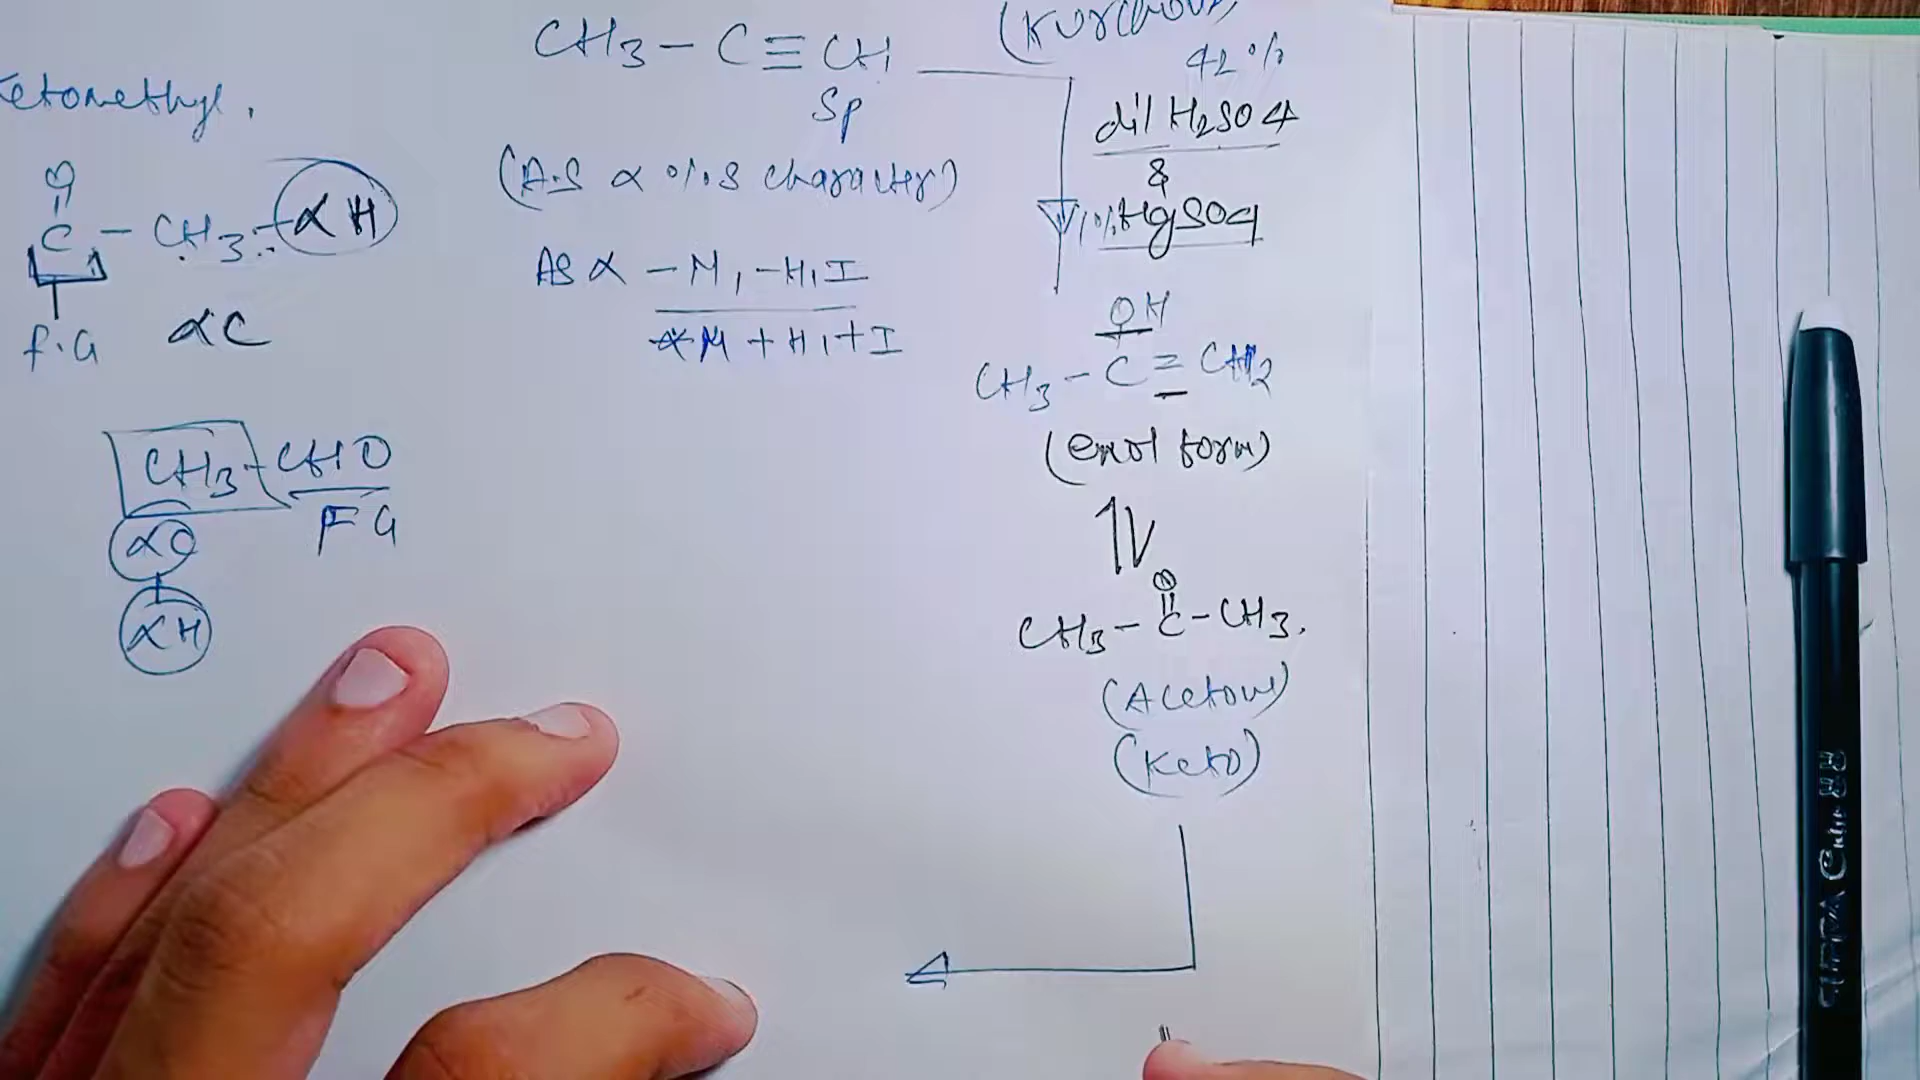 CH3-C≡CH
Sp
(A.S α %S character)
AS α -M, -H, I
+M +H, +I
42%
dil H2SO4
&
1% HgSO4
OH
CH3-C=CH2
(enol form)
⇅
O
CH3-C-CH3.
(Acetone)
(Keto)
etomethyl.
O
C-CH3-αH
F.G αC
CH3-CHO
αC FG
αH